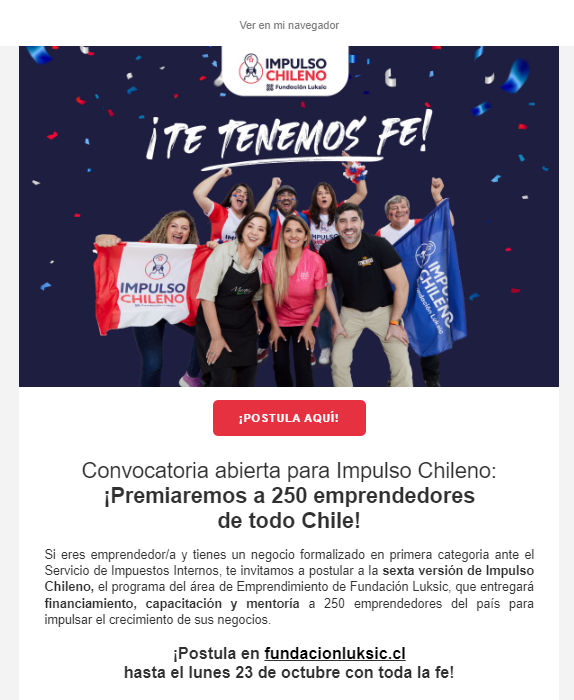 Ver en mi navegador
IMPULSO
CHILENO
Fundación Luksic
¡TE TENEMOS FE!
IMPULSO
CHILENO
IMPULSO
CHILENO
IMPULSO
CHILENO
Fundación Luksic
¡POSTULA AQUÍ!
Convocatoria abierta para Impulso Chileno:
¡Premiaremos a 250 emprendedores
de todo Chile!
Si eres emprendedor/a y tienes un negocio formalizado en primera categoria ante el
Servicio de Impuestos Internos, te invitamos a postular a la sexta versión de Impulso
Chileno, el programa del área de Emprendimiento de Fundación Luksic, que entregará
financiamiento, capacitación y mentoría a 250 emprendedores del país para
impulsar el crecimiento de sus negocios.
¡Postula en fundacionluksic.cl
hasta el lunes 23 de octubre con toda la fe!